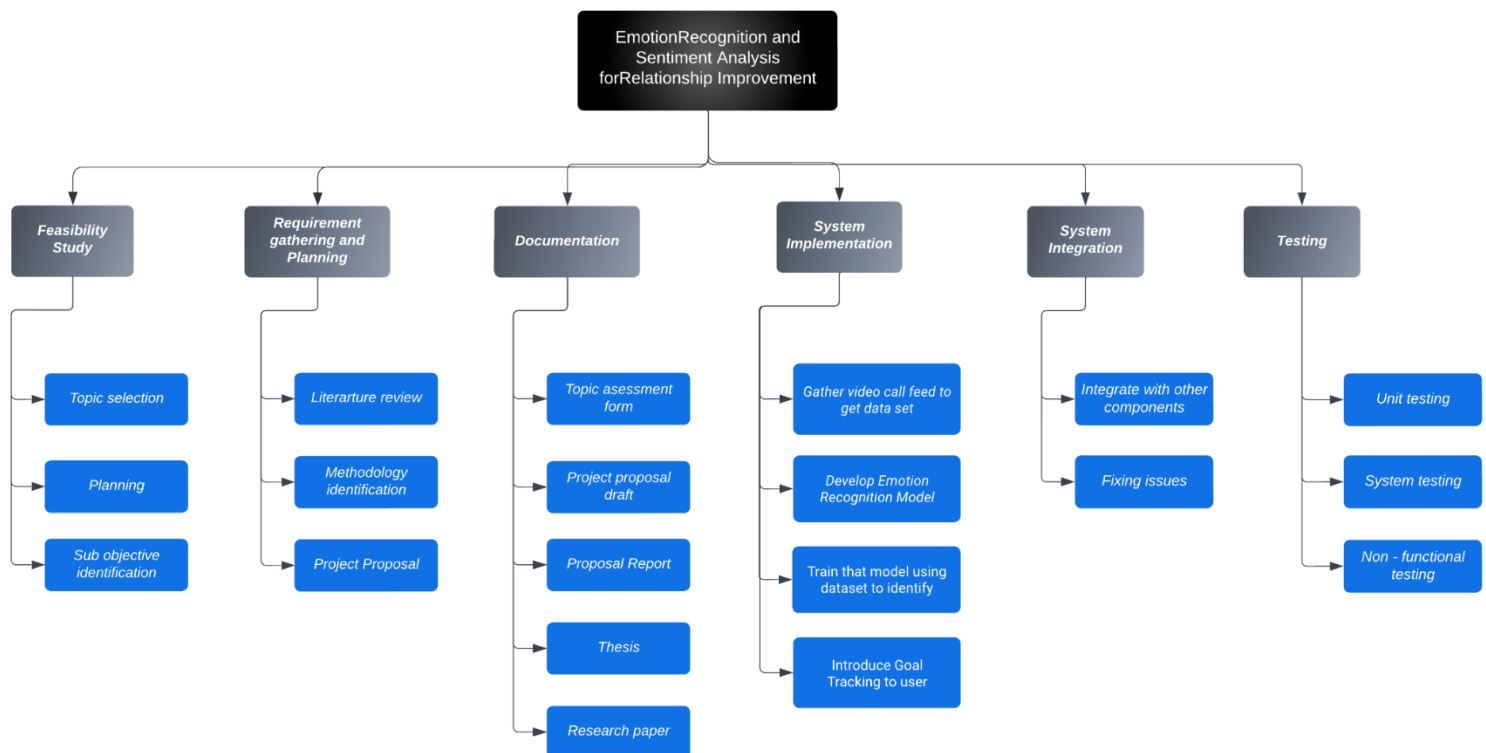 EmotionRecognition and
Sentiment Analysis
forRelationship Improvement
Feasibility
Study
Topic selection
Planning
Sub objective
identification
Requirement
gathering and
Planning
Literarture review
Methodology
identification
Project Proposal
Documentation
Topic asessment
form
Project proposal
draft
Proposal Report
Thesis
Research paper
System
Implementation
Gather video call feed to
get data set
Develop Emotion
Recognition Model
Train that model using
dataset to identify
Introduce Goal
Tracking to user
System
Integration
Integrate with other
components
Fixing issues
Testing
Unit testing
System testing
Non - functional
testing